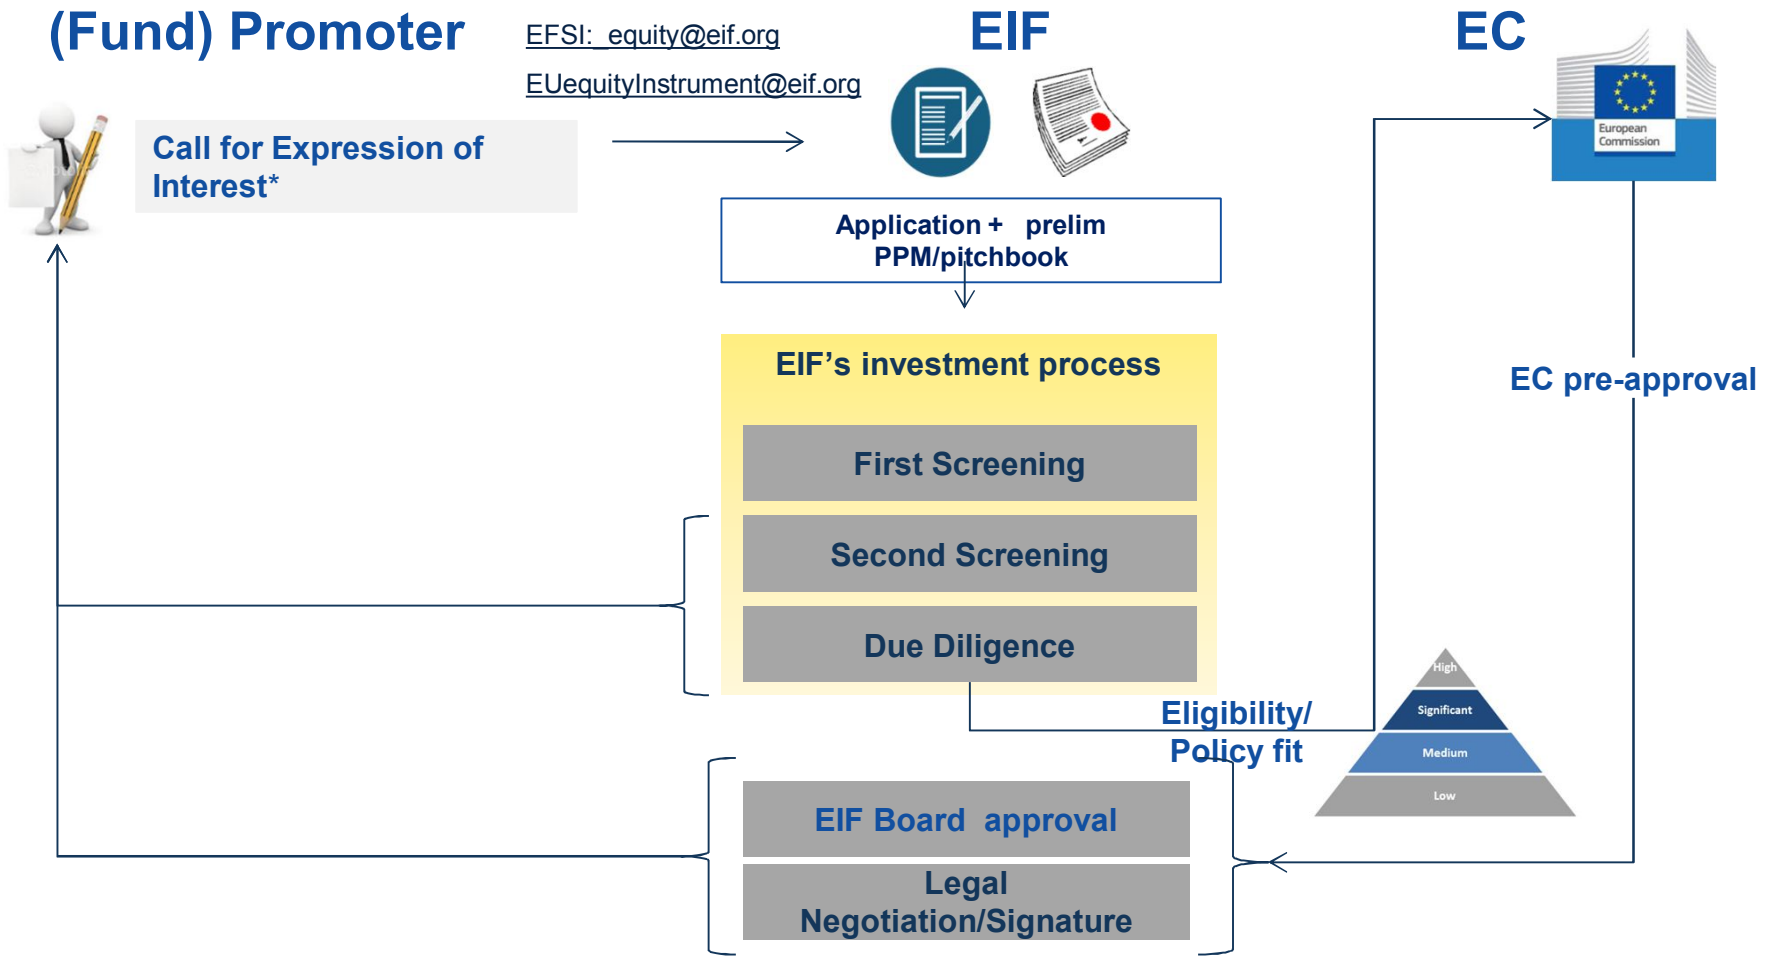 (Fund) Promoter
EFSI:_equity@eif.org
EUequityInstrument@eif.org
EIF
EC
Call for Expression of
Interest*
European
Commission
Application + prelim
PPM/pitchbook
EIF’s investment process
First Screening
Second Screening
Due Diligence
EC pre-approval
Eligibility/
Policy fit
High
Significant
Medium
Low
EIF Board approval
Legal
Negotiation/Signature